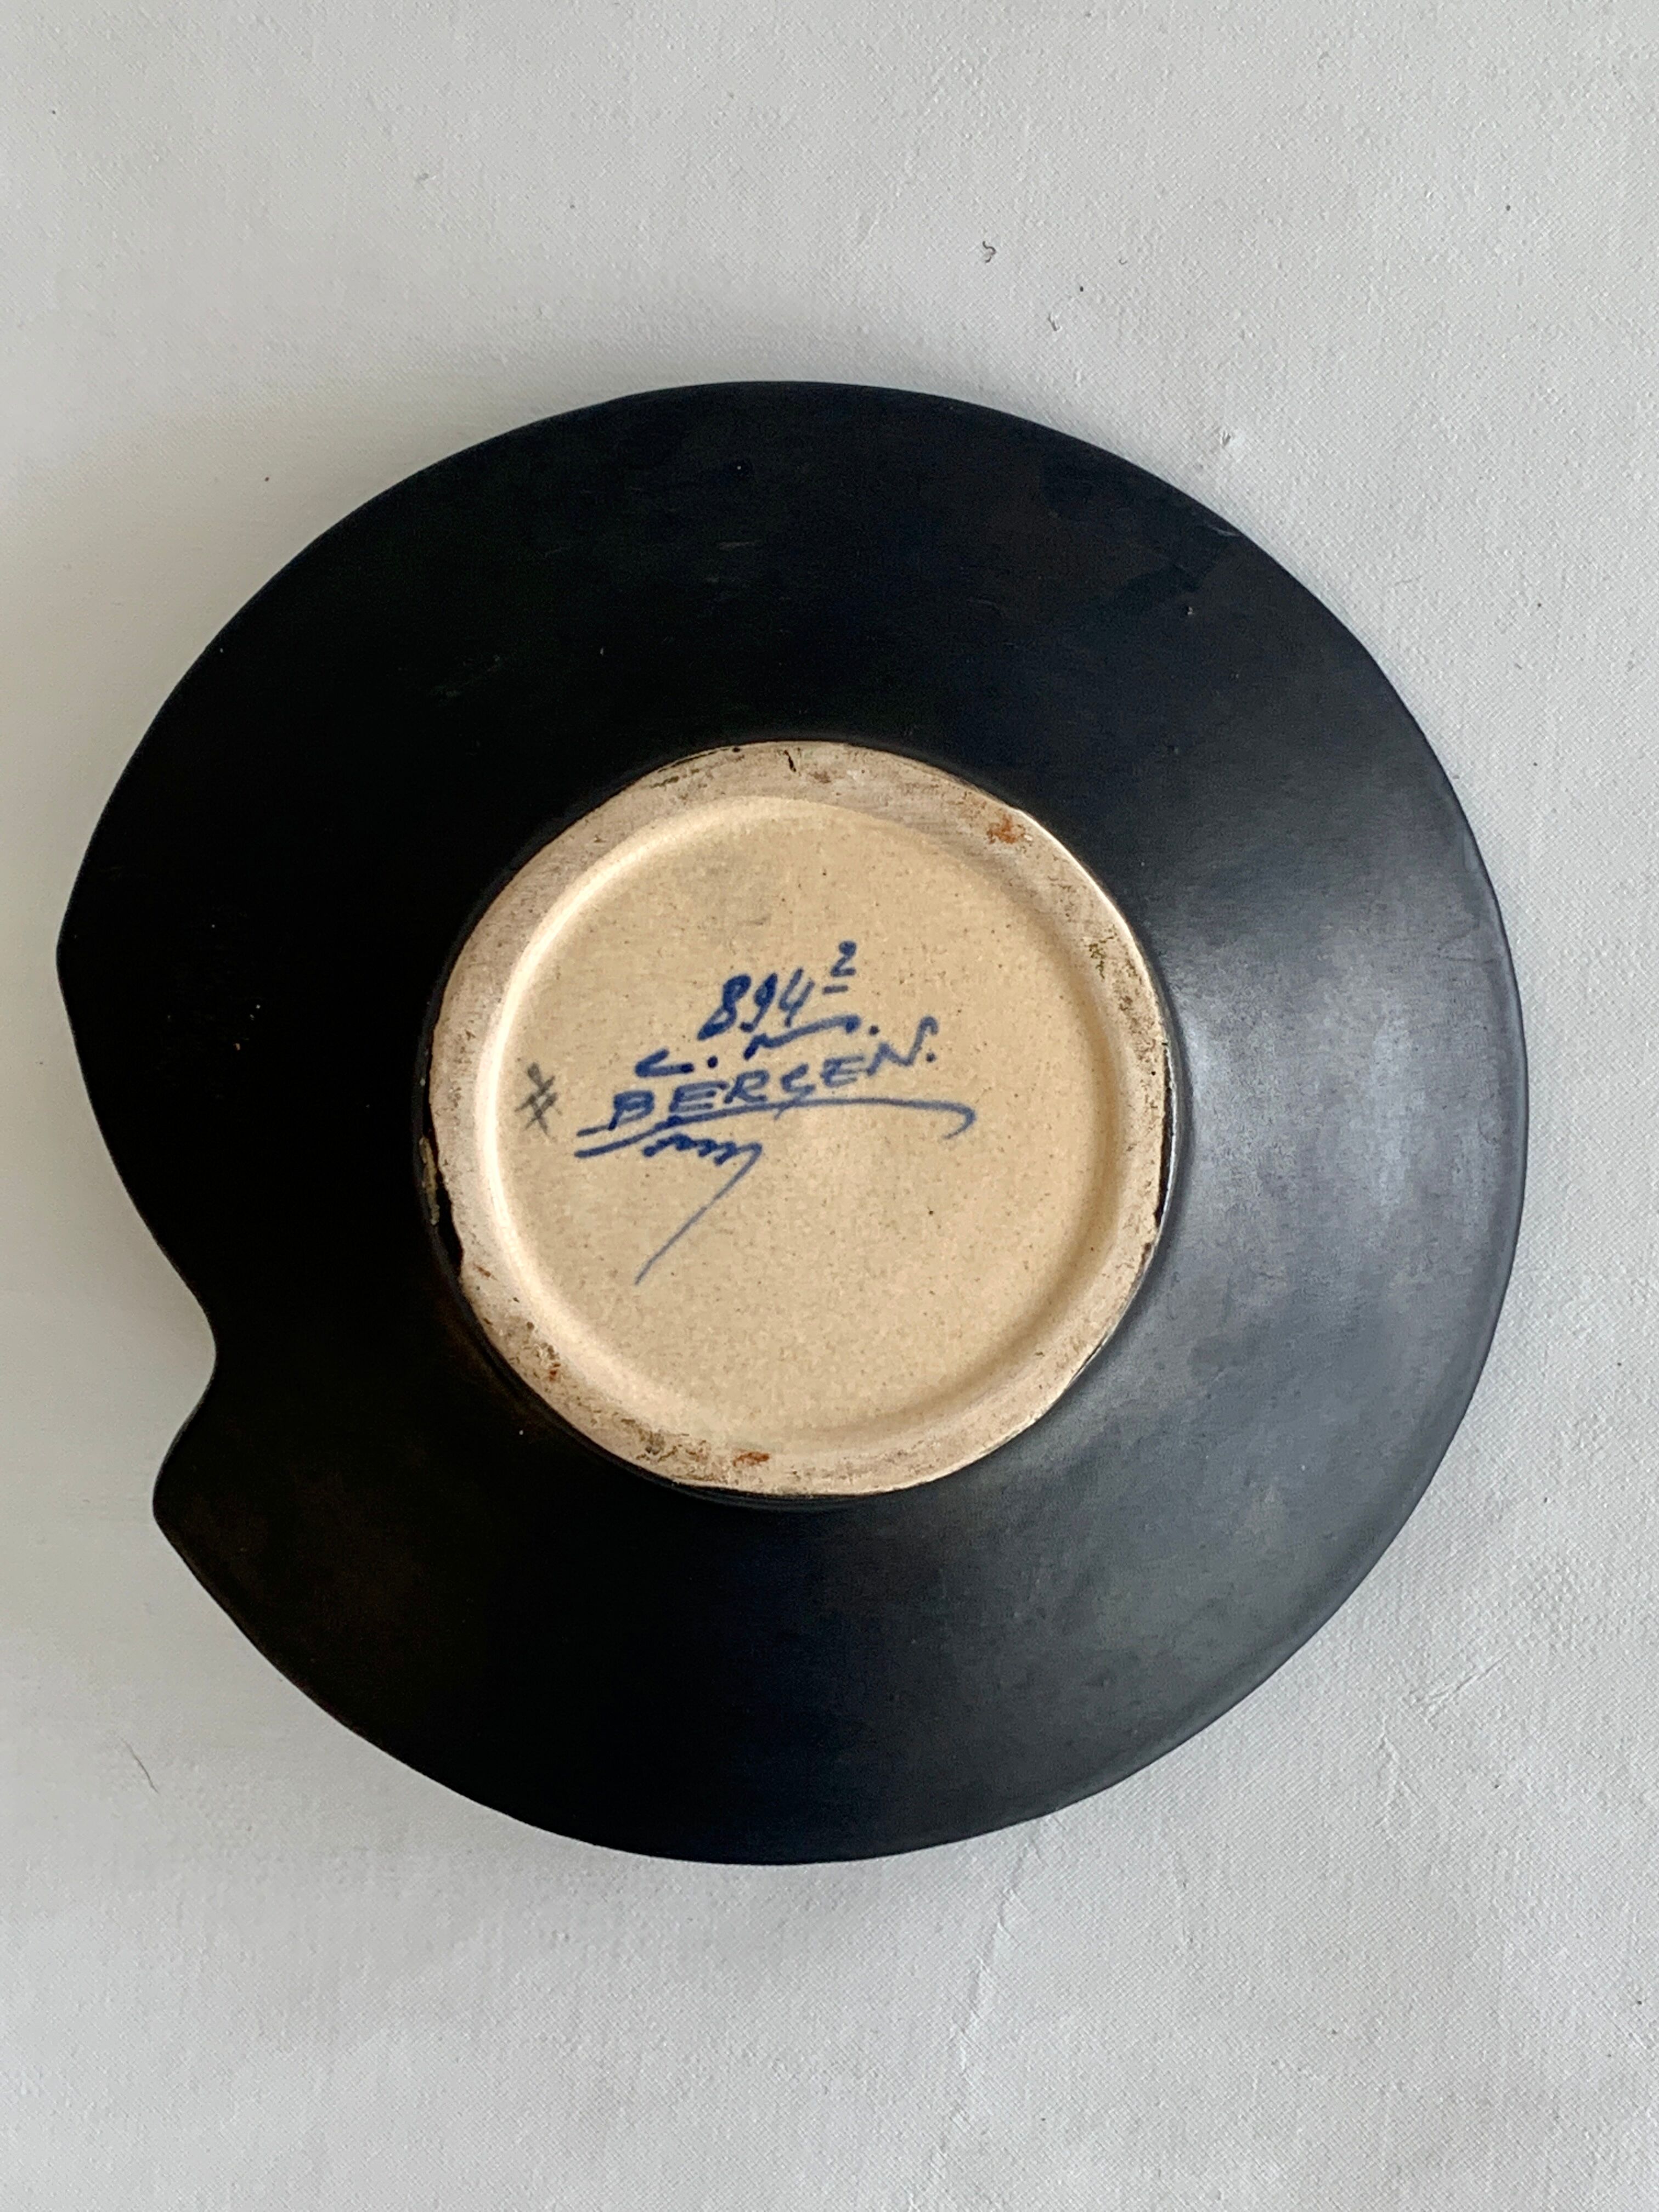 894²
C. N.
BERGEN.
#